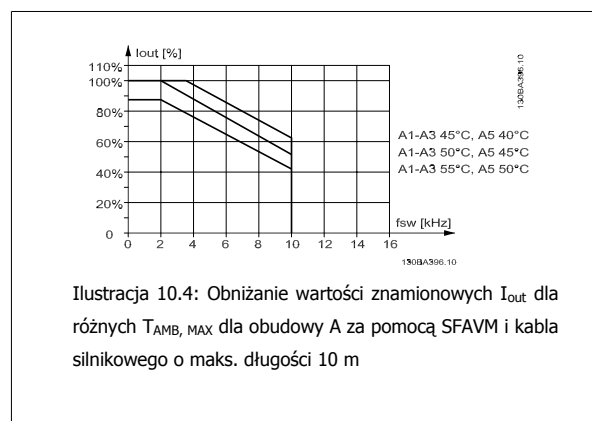 Iout [%]
110%
100%
80%
60%
40%
20%
0
0 2 4 6 8 10 12 14 16
fsw [kHz]
A1-A3 45°C, A5 40°C
A1-A3 50°C, A5 45°C
A1-A3 55°C, A5 50°C
130BA396.10
130BA396.10
Ilustracja 10.4: Obniżanie wartości znamionowych Iout dla
różnych TAMB, MAX dla obudowy A za pomocą SFAVM i kabla
silnikowego o maks. długości 10 m